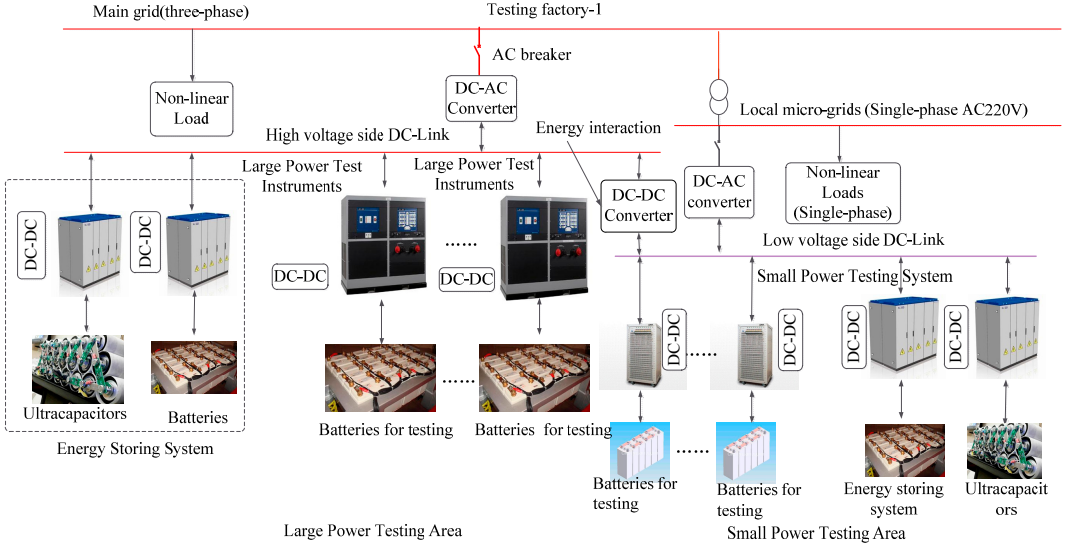 Main grid(three-phase)
Testing factory-1
AC breaker
Non-linear
Load
DC-AC
Converter
Local micro-grids (Single-phase AC220V)
High voltage side DC-Link
Energy interaction
Large Power Test
Instruments
Large Power Test
Instruments
DC-DC
Converter
DC-AC
converter
Non-linear
Loads
(Single-phase)
DC-DC
DC-DC
Low voltage side DC-Link
......
DC-DC
DC-DC
Small Power Testing System
DC-DC
......
DC-DC
DC-DC
DC-DC
Ultracapacitors
Batteries
......
Batteries for testing
Batteries for testing
Energy Storing System
......
Batteries for
testing
Batteries for
testing
Energy storing
system
Ultracapacit
ors
Large Power Testing Area
Small Power Testing Area